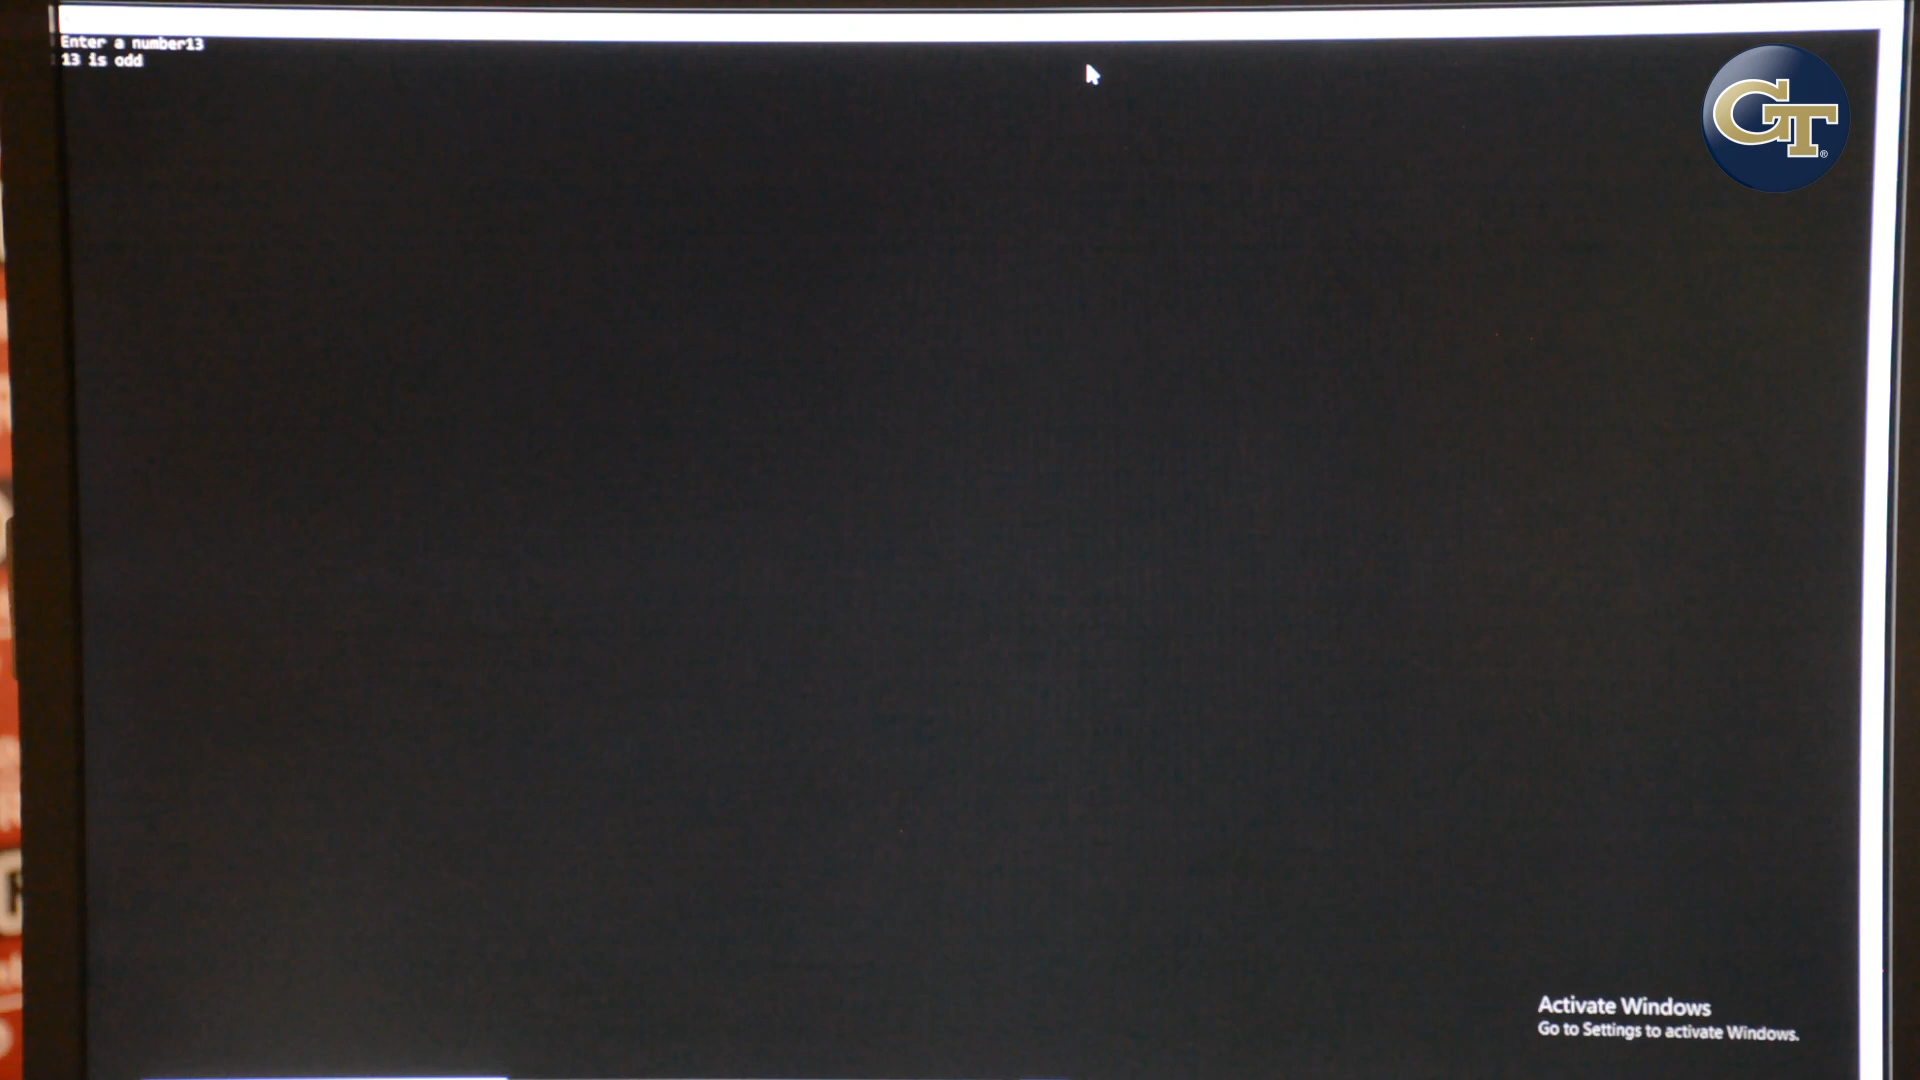 Enter a number13
13 is odd
GT
Activate Windows
Go to Settings to activate Windows.